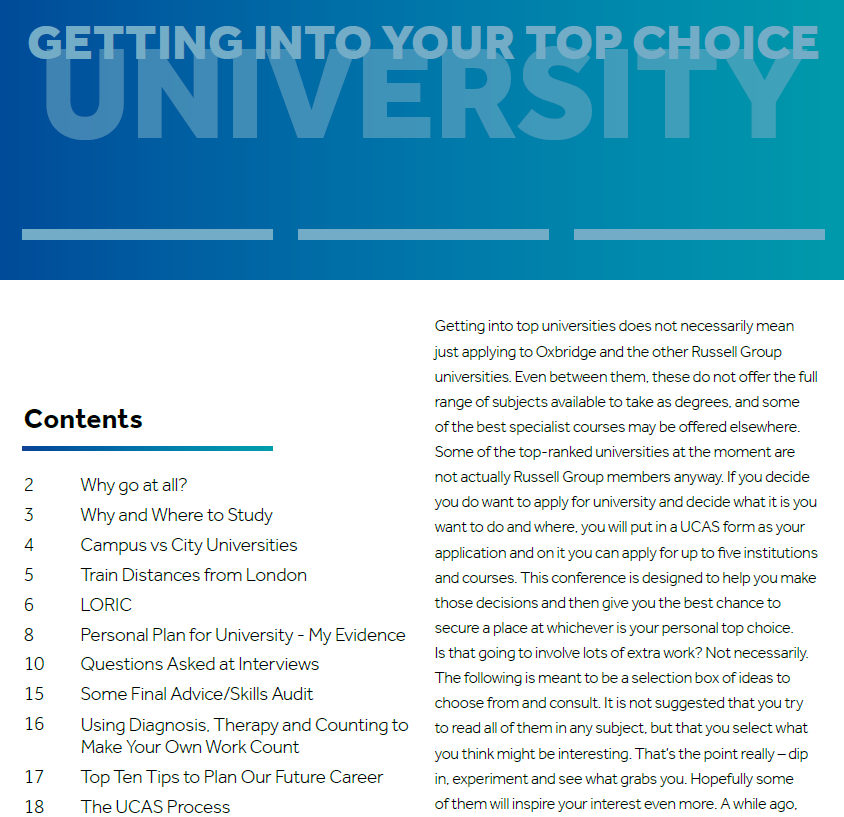 GETTING INTO YOUR TOP CHOICE
UNIVERSITY
Contents
2 Why go at all?
3 Why and Where to Study
4 Campus vs City Universities
5 Train Distances from London
6 LORIC
8 Personal Plan for University - My Evidence
10 Questions Asked at Interviews
15 Some Final Advice/Skills Audit
16 Using Diagnosis, Therapy and Counting to
Make Your Own Work Count
17 Top Ten Tips to Plan Our Future Career
18 The UCAS Process
Getting into top universities does not necessarily mean
just applying to Oxbridge and the other Russell Group
universities. Even between them, these do not offer the full
range of subjects available to take as degrees, and some
of the best specialist courses may be offered elsewhere.
Some of the top-ranked universities at the moment are
not actually Russell Group members anyway. If you decide
you do want to apply for university and decide what it is you
want to do and where, you will put in a UCAS form as your
application and on it you can apply for up to five institutions
and courses. This conference is designed to help you make
those decisions and then give you the best chance to
secure a place at whichever is your personal top choice.
Is that going to involve lots of extra work? Not necessarily.
The following is meant to be a selection box of ideas to
choose from and consult. It is not suggested that you try
to read all of them in any subject, but that you select what
you think might be interesting. That's the point really – dip
in, experiment and see what grabs you. Hopefully some
of them will inspire your interest even more. A while ago,